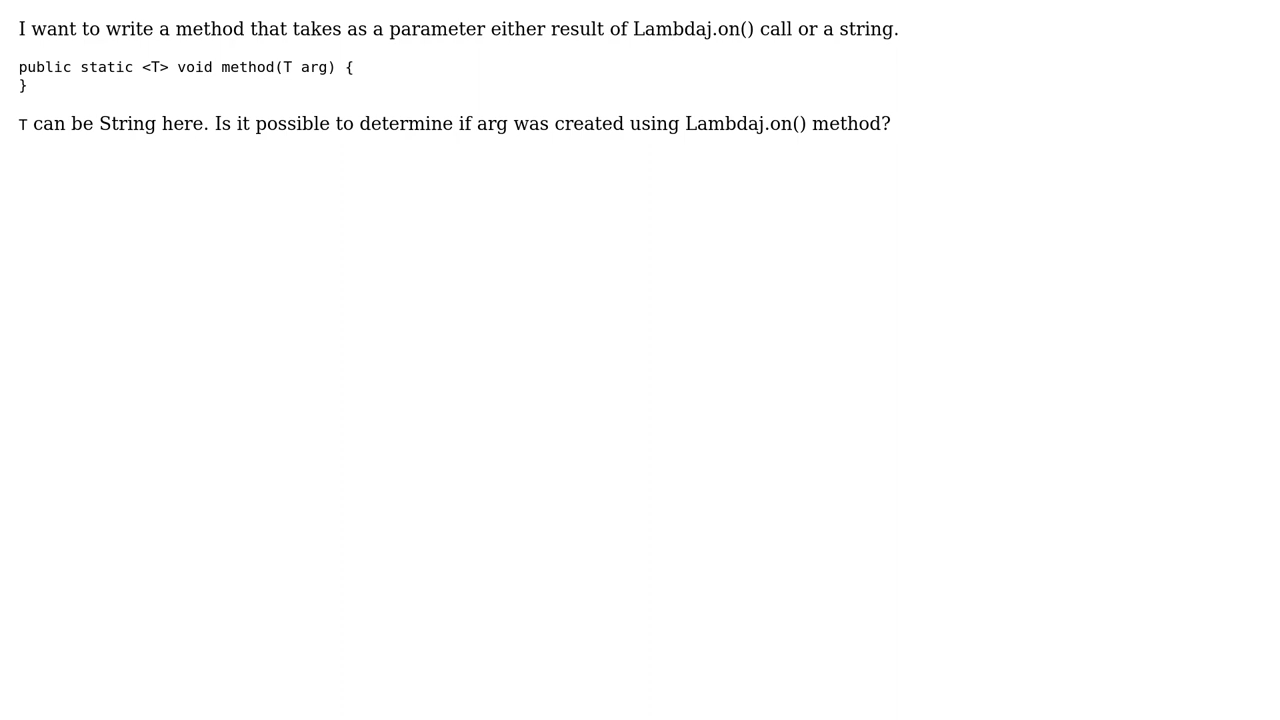 I want to write a method that takes as a parameter either result of Lambdaj.on() call or a string.
public static <T> void method(T arg) {
}
T can be String here. Is it possible to determine if arg was created using Lambdaj.on() method?